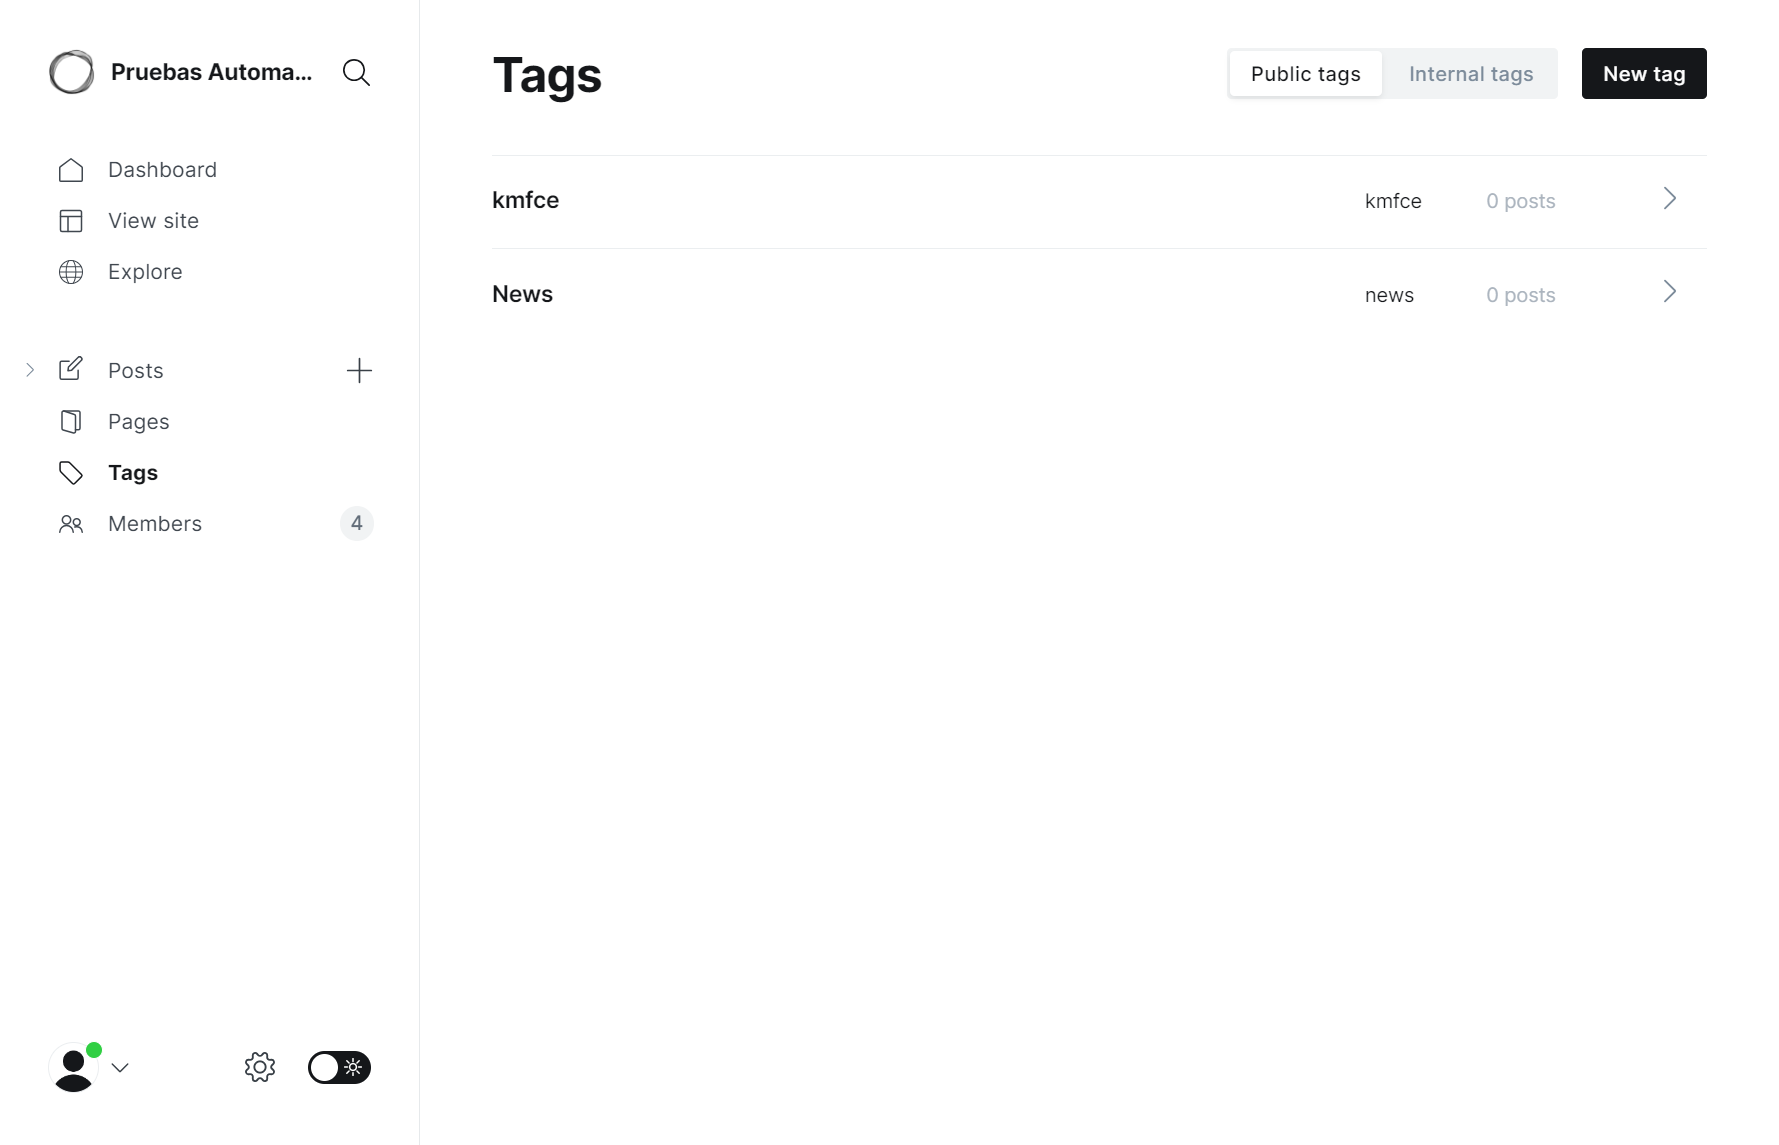 Pruebas Automa...
Dashboard
View site
Explore
Posts
Pages
Tags
Members 4
Tags
Public tags Internal tags New tag
kmfce kmfce 0 posts
News news 0 posts